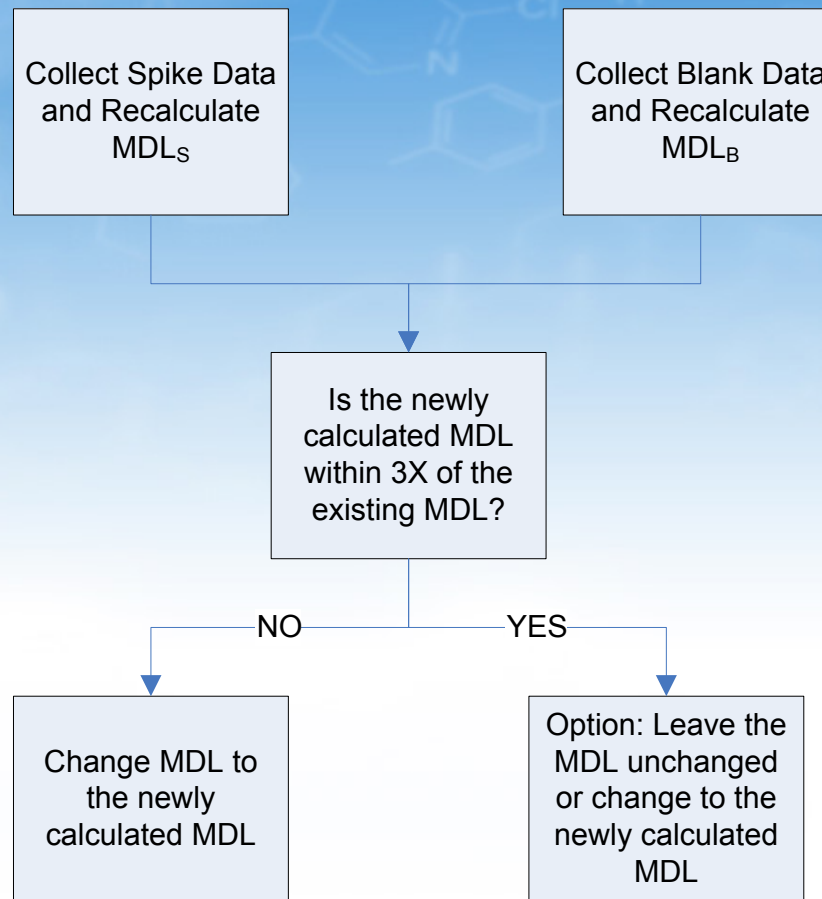 Collect Spike Data
and Recalculate
MDLS
Collect Blank Data
and Recalculate
MDLB
Is the newly
calculated MDL
within 3X of the
existing MDL?
NO
YES
Change MDL to
the newly
calculated MDL
Option: Leave the
MDL unchanged
or change to the
newly calculated
MDL
N